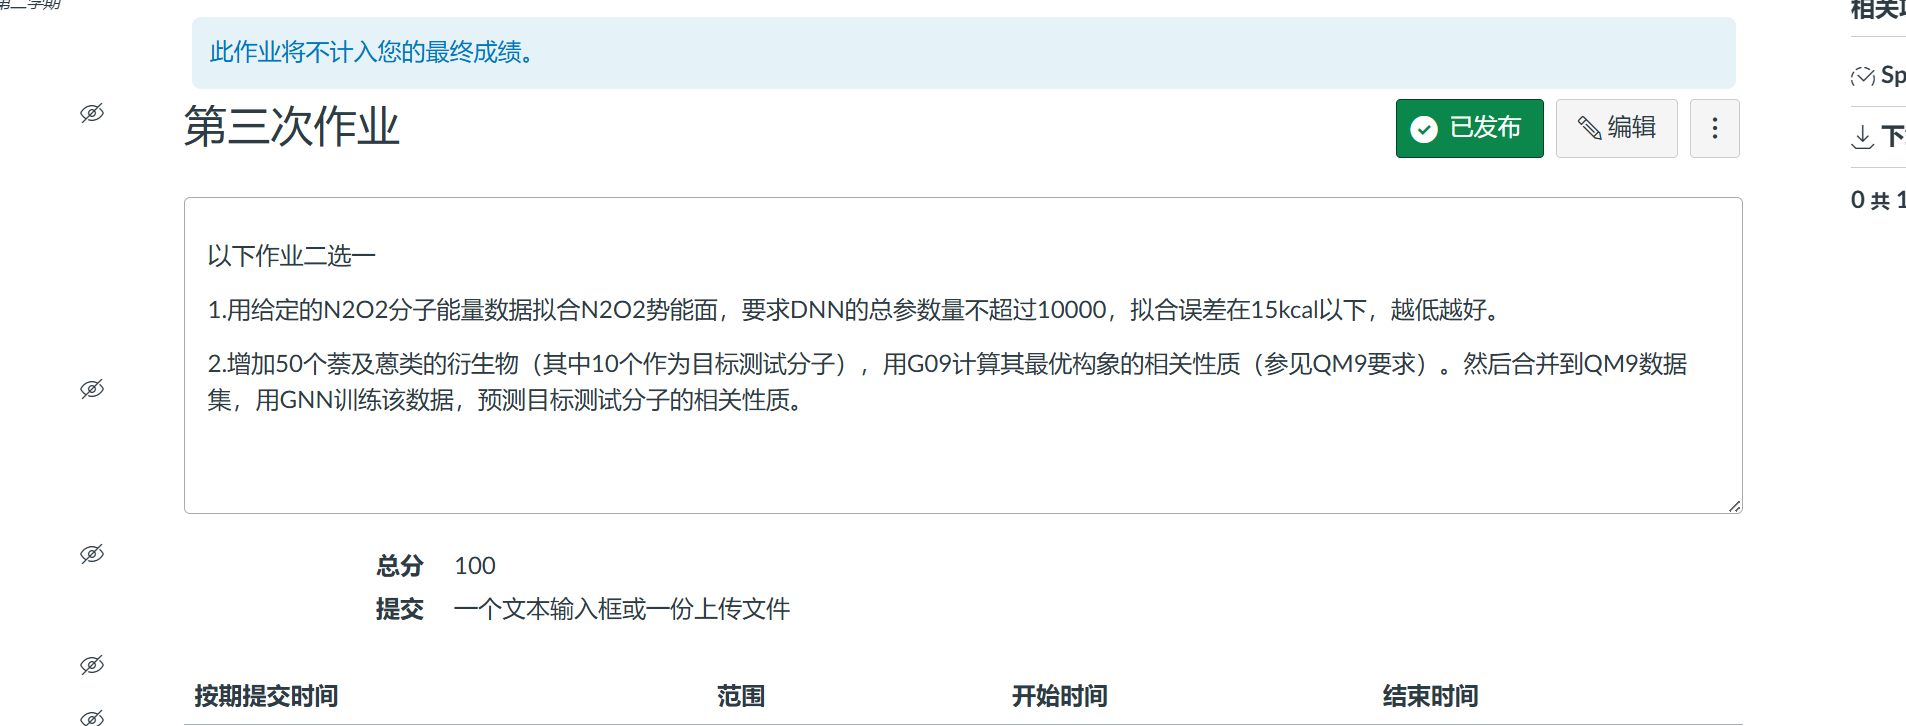 第二学期
相关项
此作业将不计入您的最终成绩。
第三次作业
已发布
编辑
Sp
下
0 共 1
以下作业二选一
1.用给定的N2O2分子能量数据拟合N2O2势能面，要求DNN的总参数量不超过10000，拟合误差在15kcal以下，越低越好。
2.增加50个萘及蒽类的衍生物（其中10个作为目标测试分子），用G09计算其最优构象的相关性质（参见QM9要求）。然后合并到QM9数据
集，用GNN训练该数据，预测目标测试分子的相关性质。
总分 100
提交 一个文本输入框或一份上传文件
按期提交时间 范围 开始时间 结束时间